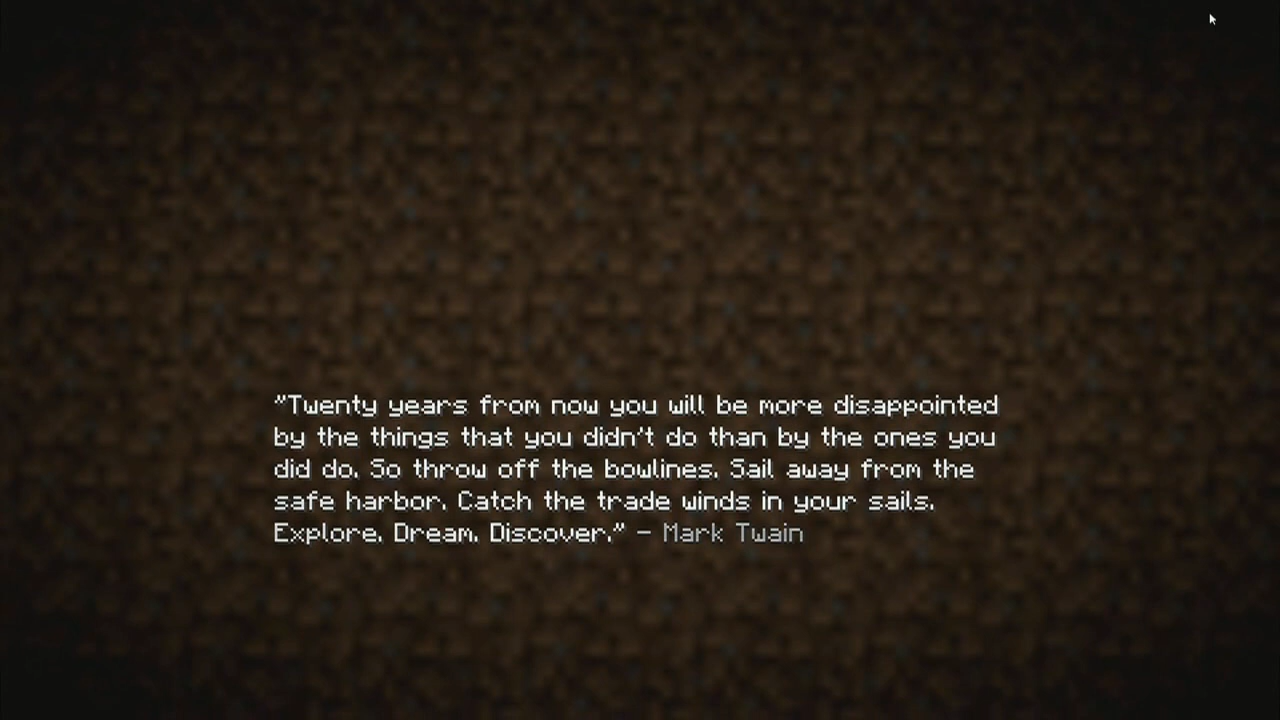 "Twenty years from now you will be more disappointed
by the things that you didn't do than by the ones you
did do. So throw off the bowlines. Sail away from the
safe harbor. Catch the trade winds in your sails.
Explore. Dream. Discover." - Mark Twain